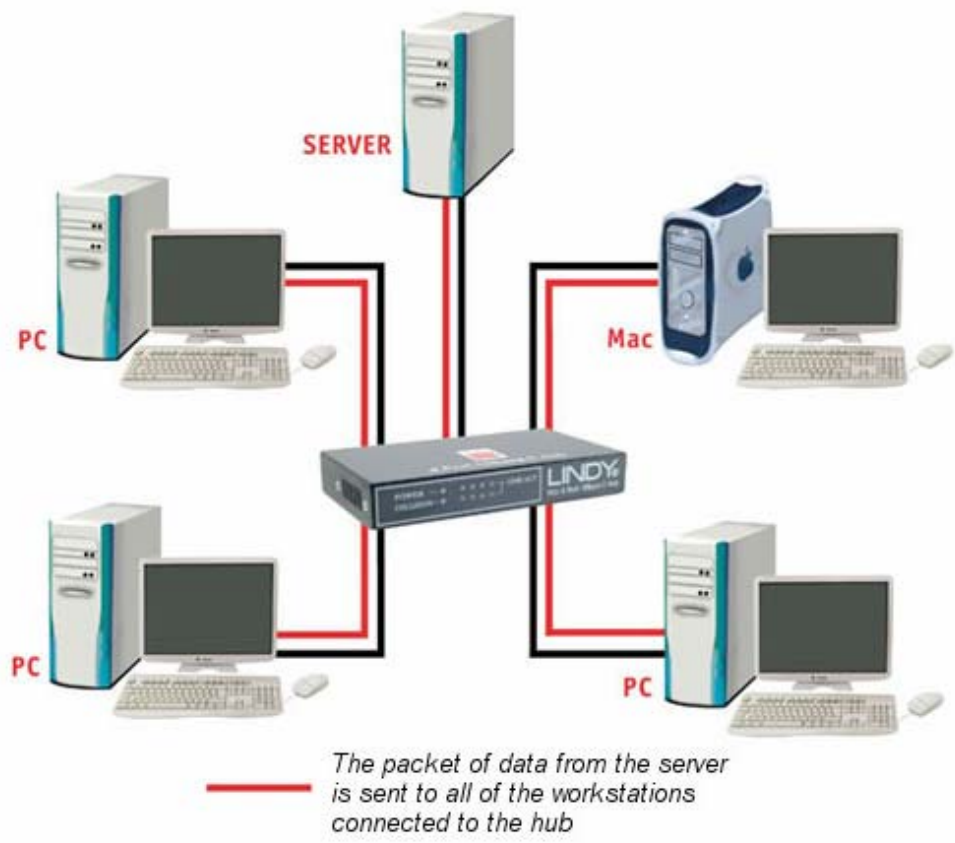 SERVER
PC
Mac
LINDY
PC
PC
The packet of data from the server
is sent to all of the workstations
connected to the hub